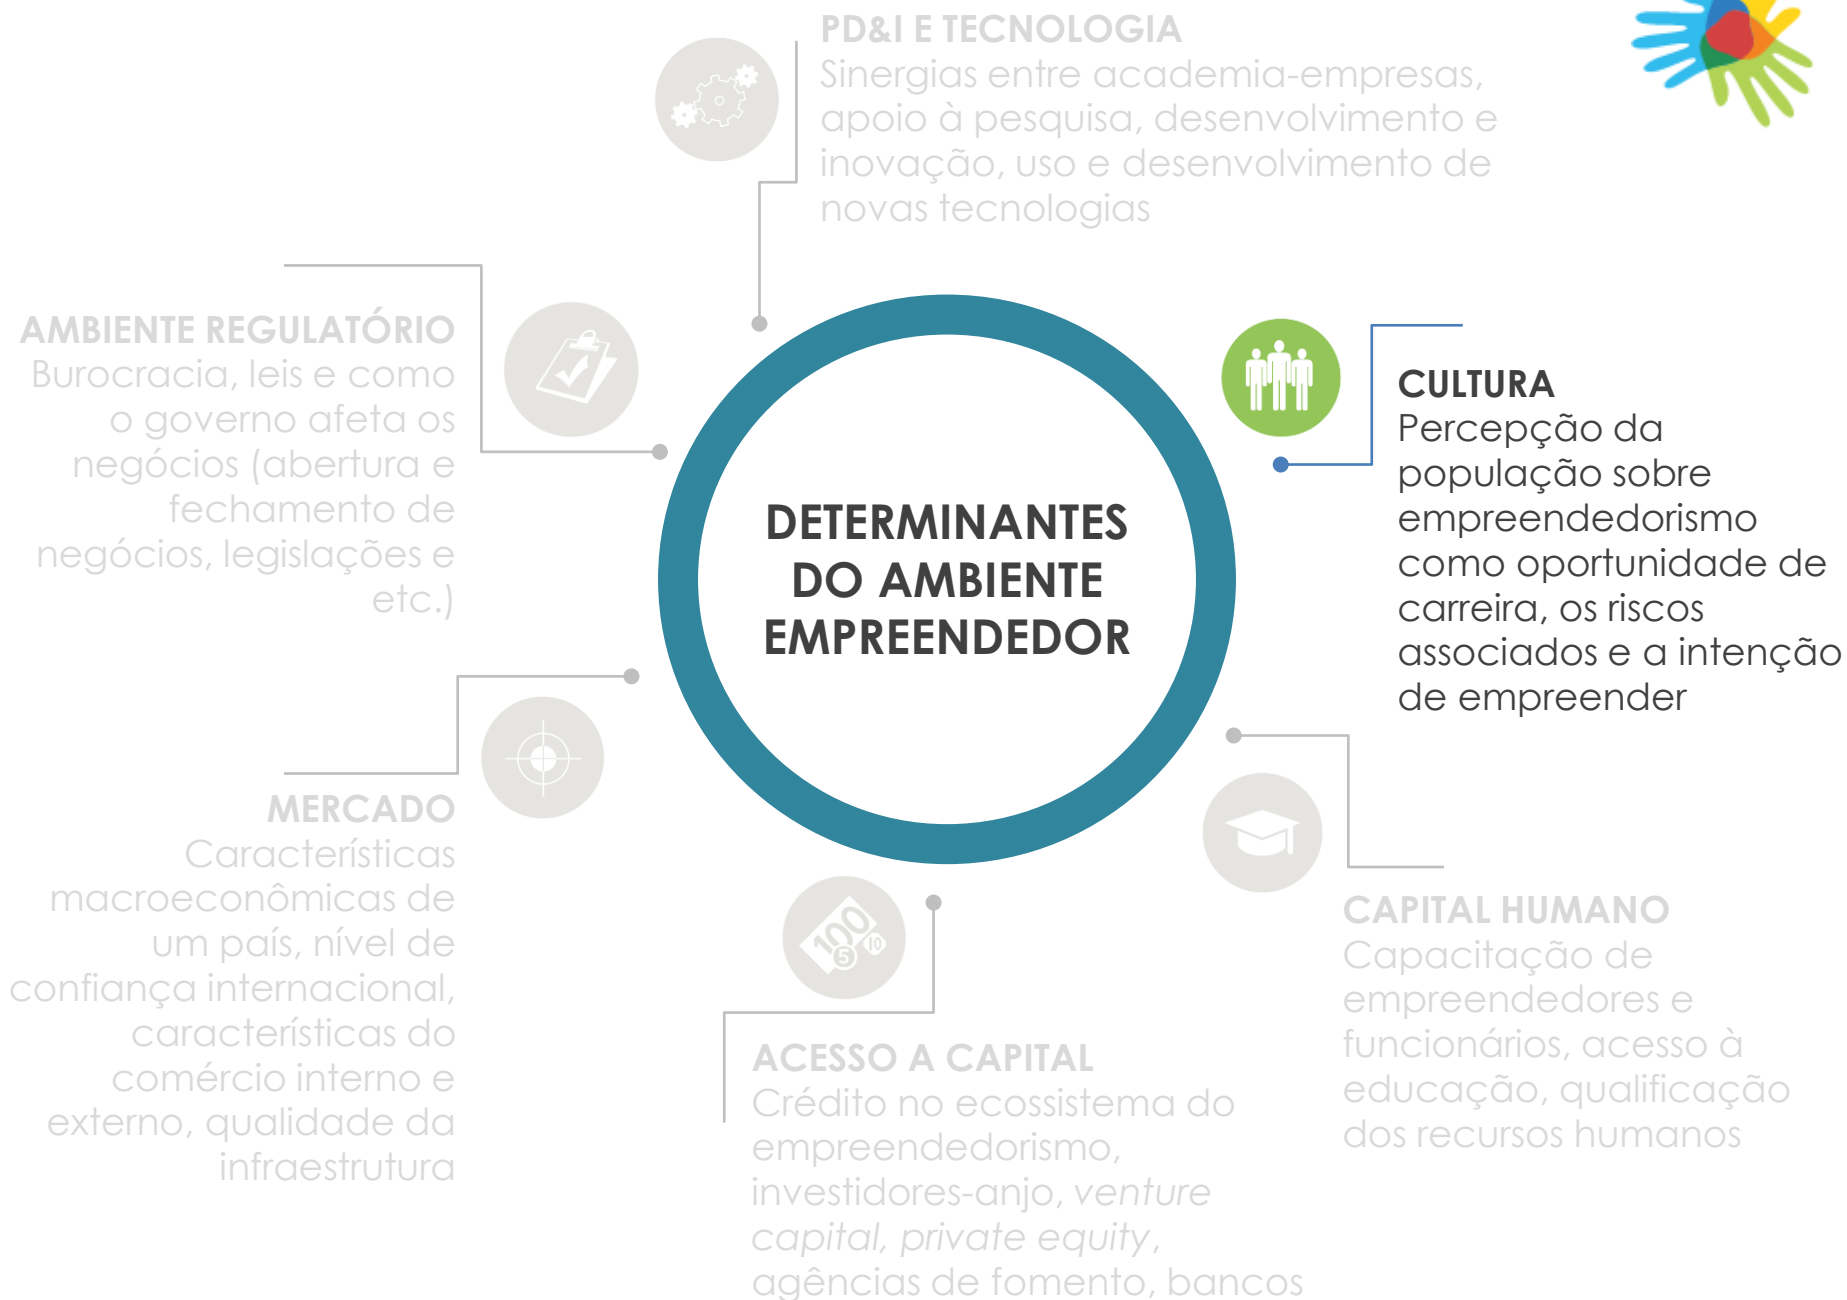 PD&I E TECNOLOGIA
Sinergias entre academia-empresas,
apoio à pesquisa, desenvolvimento e
inovação, uso e desenvolvimento de
novas tecnologias
AMBIENTE REGULATÓRIO
Burocracia, leis e como
o governo afeta os
negócios (abertura e
fechamento de
negócios, legislações e
etc.)
DETERMINANTES
DO AMBIENTE
EMPREENDEDOR
CULTURA
Percepção da
população sobre
empreendedorismo
como oportunidade de
carreira, os riscos
associados e a intenção
de empreender
MERCADO
Características
macroeconômicas de
um país, nível de
confiança internacional,
características do
comércio interno e
externo, qualidade da
infraestrutura
100
5
10
ACESSO A CAPITAL
Crédito no ecossistema do
empreendedorismo,
investidores-anjo, venture
capital, private equity,
agências de fomento, bancos
CAPITAL HUMANO
Capacitação de
empreendedores e
funcionários, acesso à
educação, qualificação
dos recursos humanos